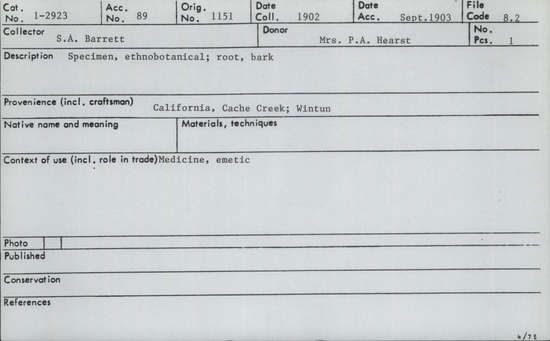 Cat. No. 1-2923 Acc. No. 89 Orig. No. 1151 Date Coll. 1902 Date Acc. Sept.1903 File Code 8.2
Collector S.A. Barrett Donor Mrs. P.A. Hearst No. Pcs. 1
Description Specimen, ethnobotanical; root, bark
Provenience (incl. craftsman) California, Cache Creek; Wintun
Native name and meaning Materials, techniques
Context of use (incl. role in trade) Medicine, emetic
Photo
Published
Conservation
References
4/75